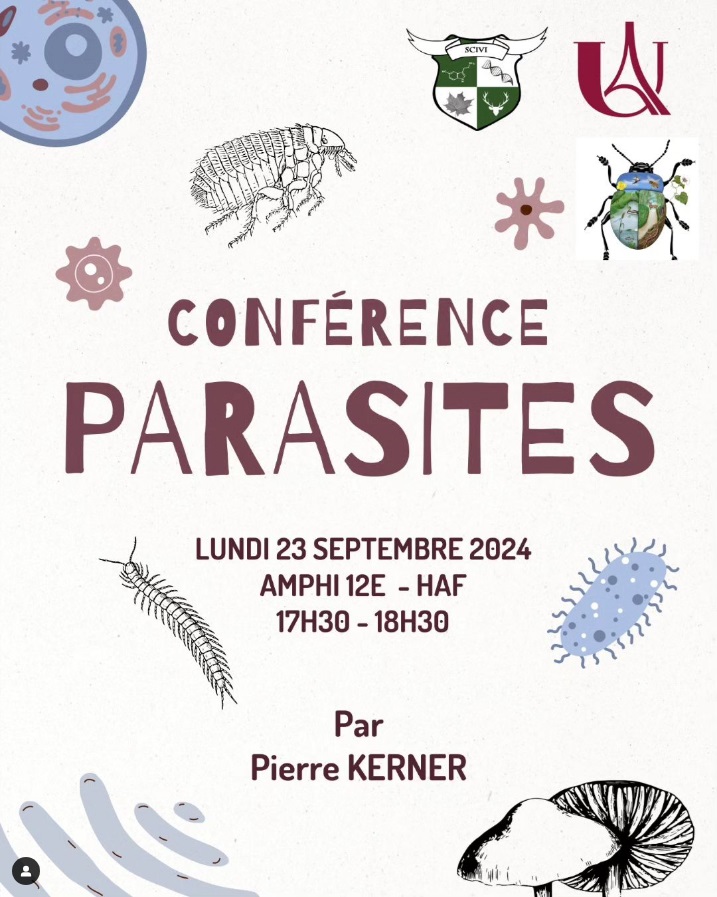 SCIVI
CONFÉRENCE
PARASITES
LUNDI 23 SEPTEMBRE 2024
AMPHI 12E - HAF
17H30 - 18H30
Par
Pierre KERNER